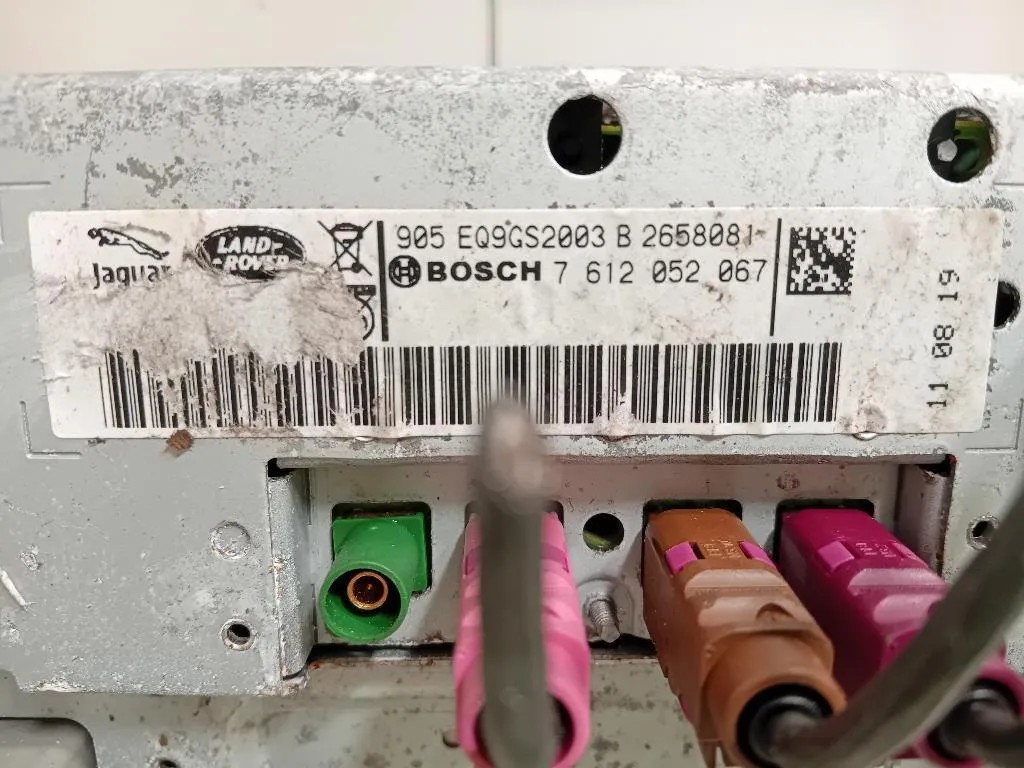 Jaguar
LAND-
-ROVER
905 EQ9GS2003 B 2658081
BOSCH 7 612 052 067
11 08 19